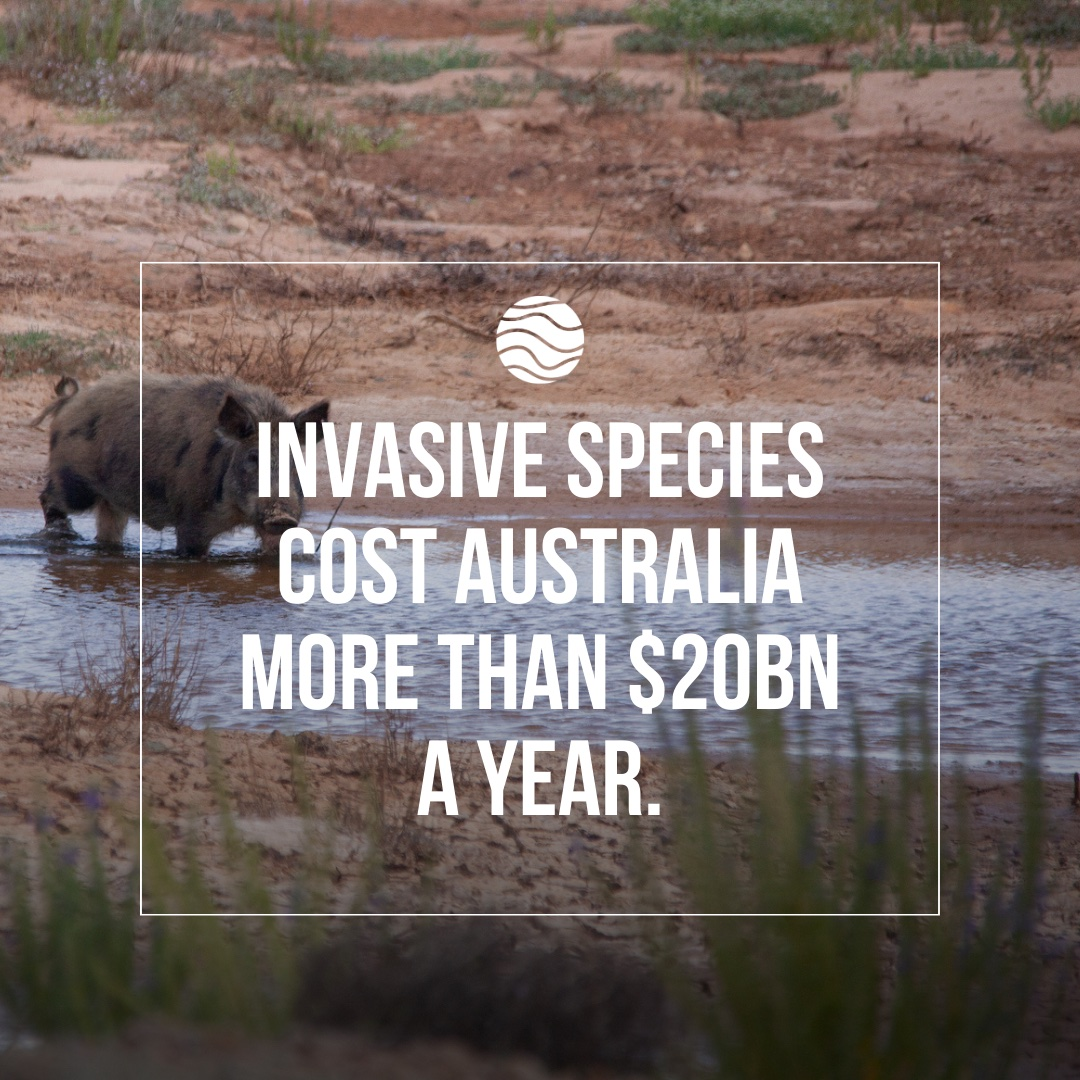 INVASIVE SPECIES
COST AUSTRALIA
MORE THAN $20BN
A YEAR.